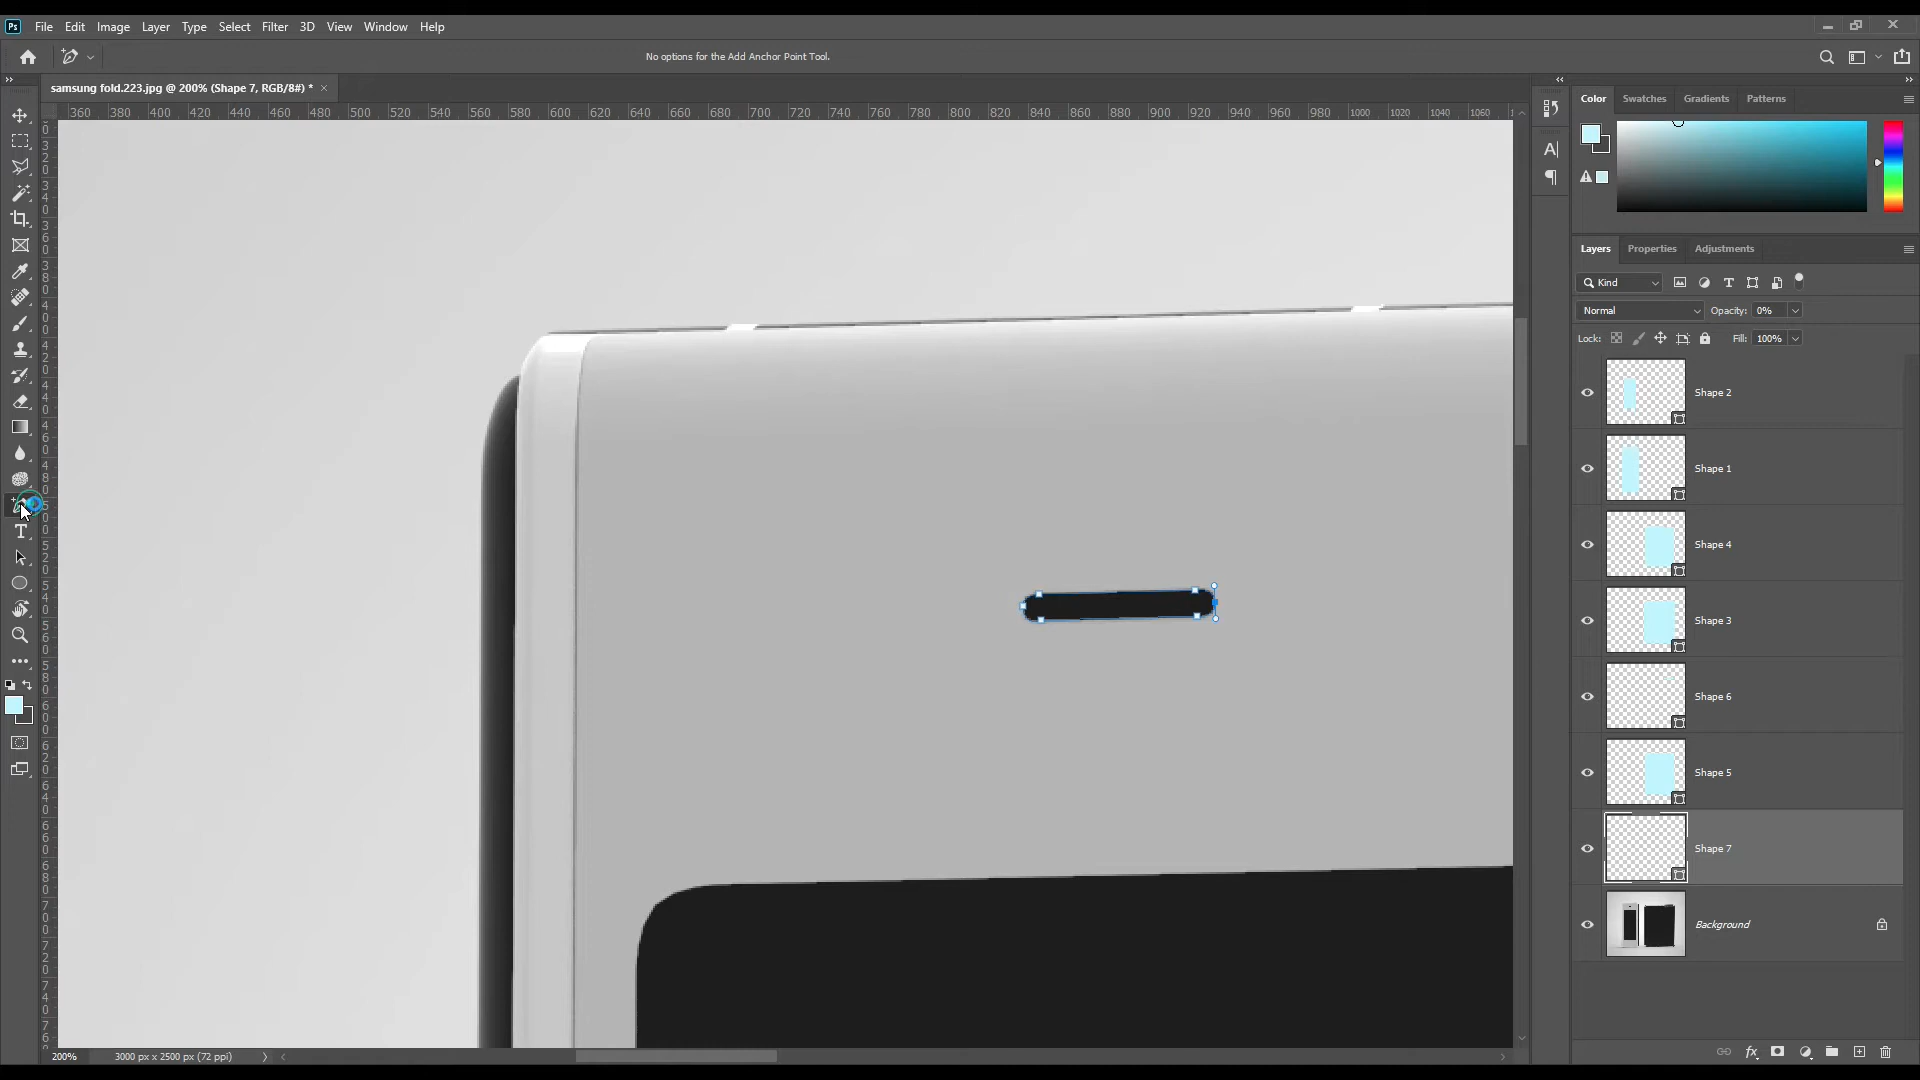 Ps File Edit Image Layer Type Select Filter 3D View Window Help
No options for the Add Anchor Point Tool.
samsung fold.223.jpg @ 200% (Shape 7, RGB/8#) * ×
360 380 400 420 440 460 480 500 520 540 560 580 600 620 640 660 680 700 720 740 760 780 800 820 840 860 880 900 920 940 960 980 1000 1020 1040 1060
Color Swatches Gradients Patterns
Layers Properties Adjustments
Kind
Normal Opacity: 0%
Lock: Fill: 100%
Shape 2
Shape 1
Shape 4
Shape 3
Shape 6
Shape 5
Shape 7
Background
200% 3000 px x 2500 px (72 ppi)